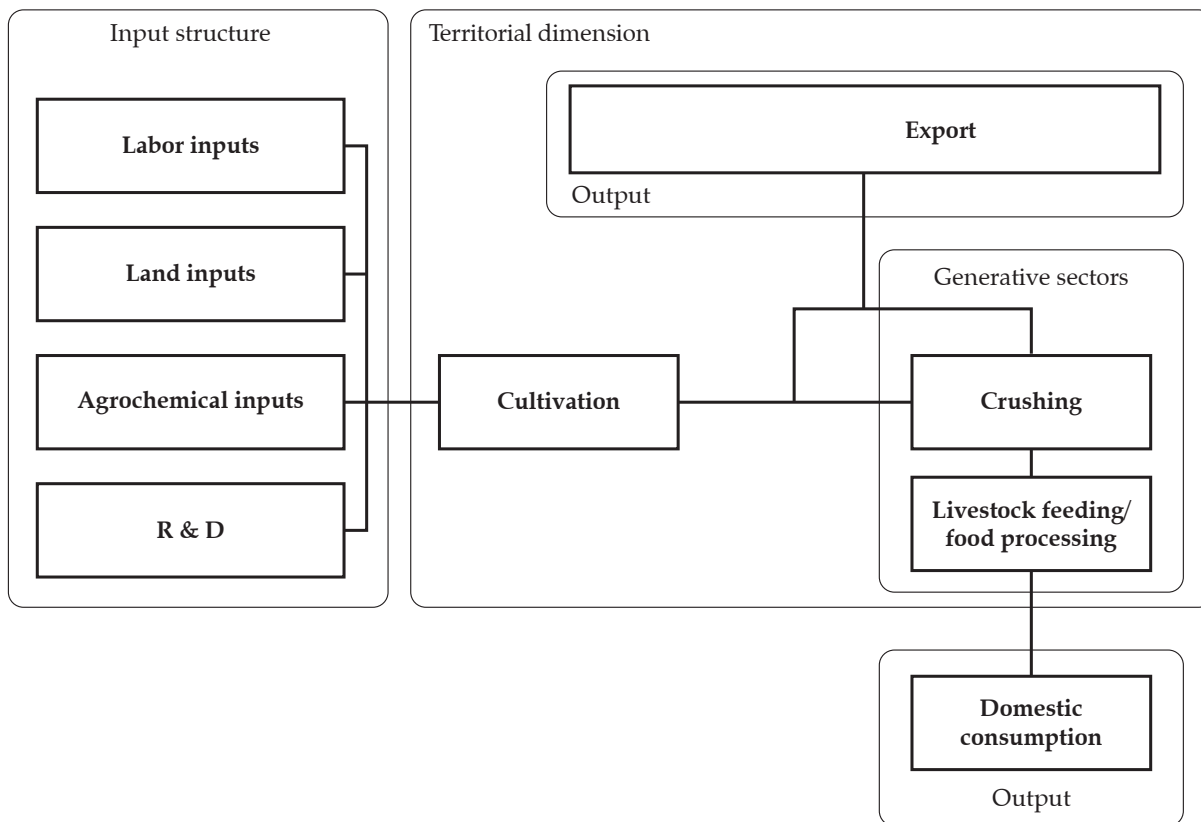 Input structure
Labor inputs
Land inputs
Agrochemical inputs
R & D
Territorial dimension
Export
Output
Cultivation
Generative sectors
Crushing
Livestock feeding/
food processing
Domestic
consumption
Output